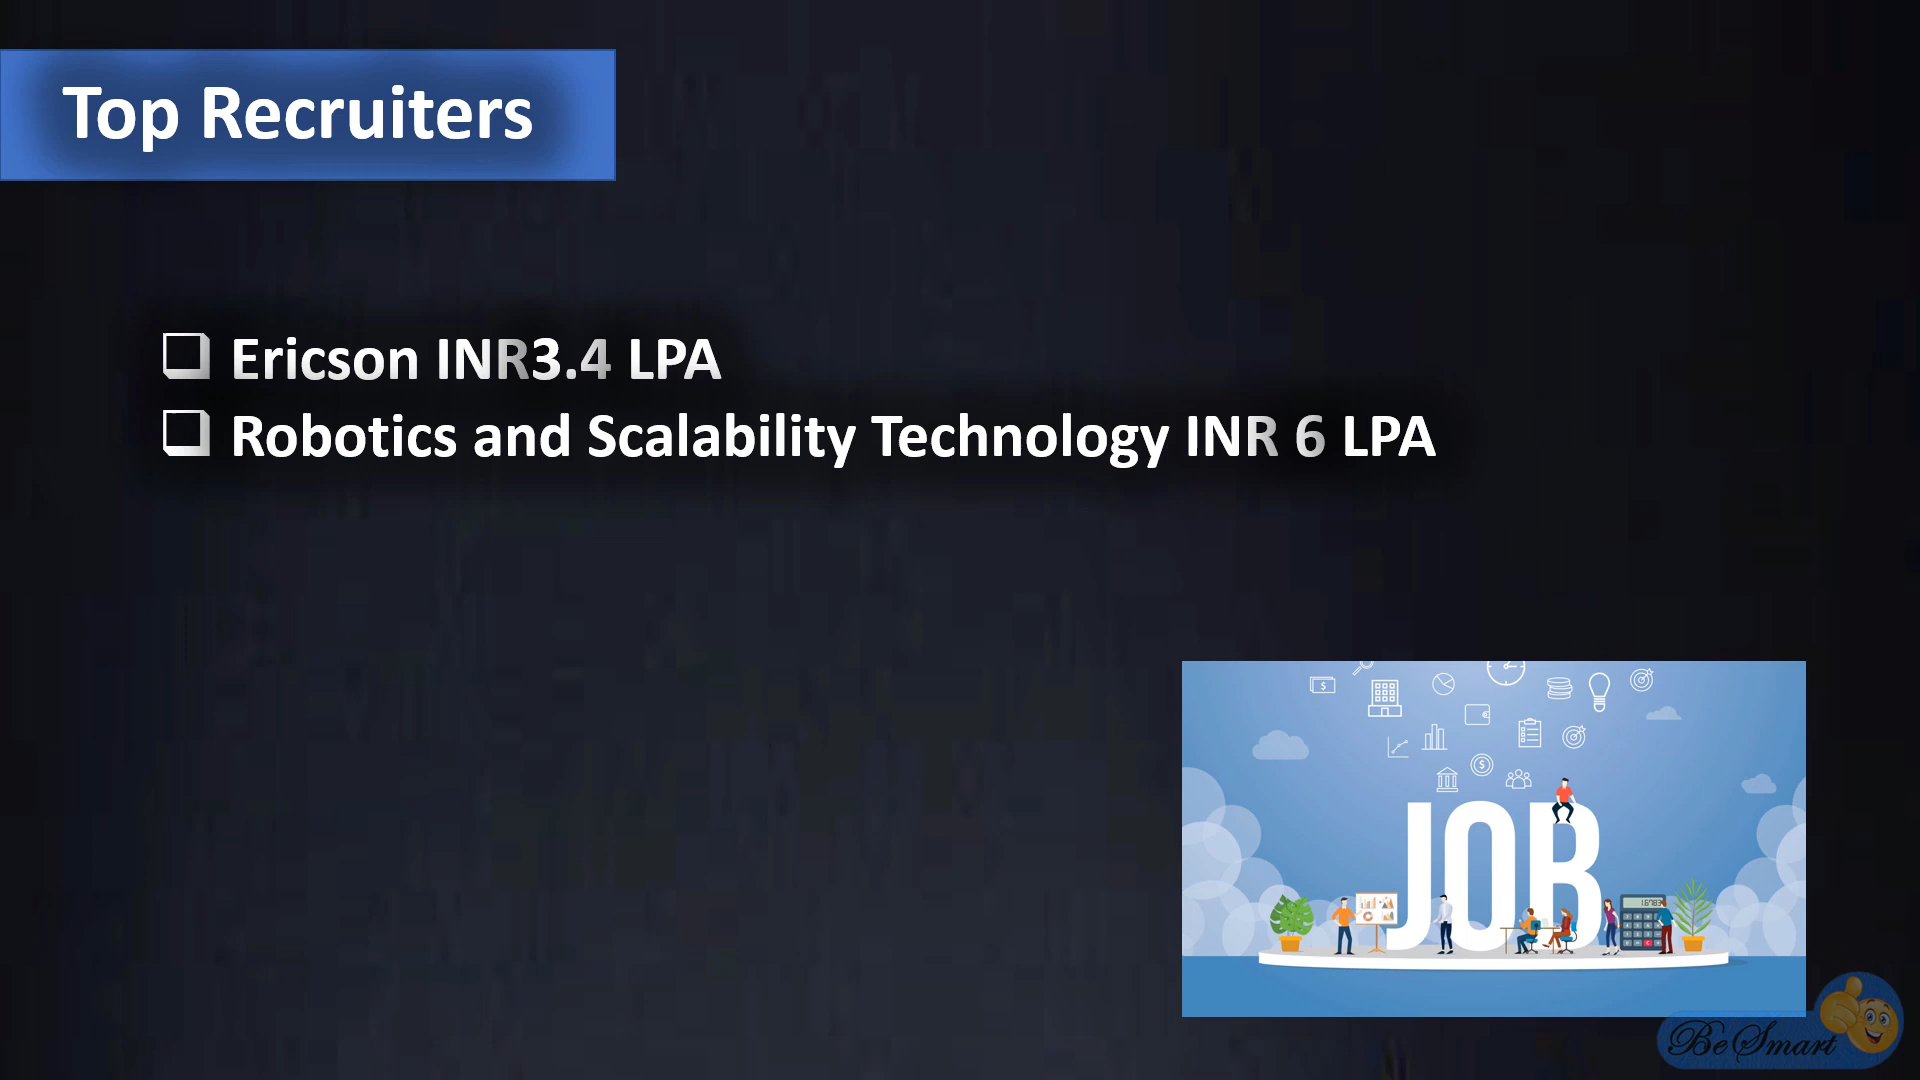 Top Recruiters
Ericson INR3.4 LPA
Robotics and Scalability Technology INR 6 LPA
JOB
Be Smart